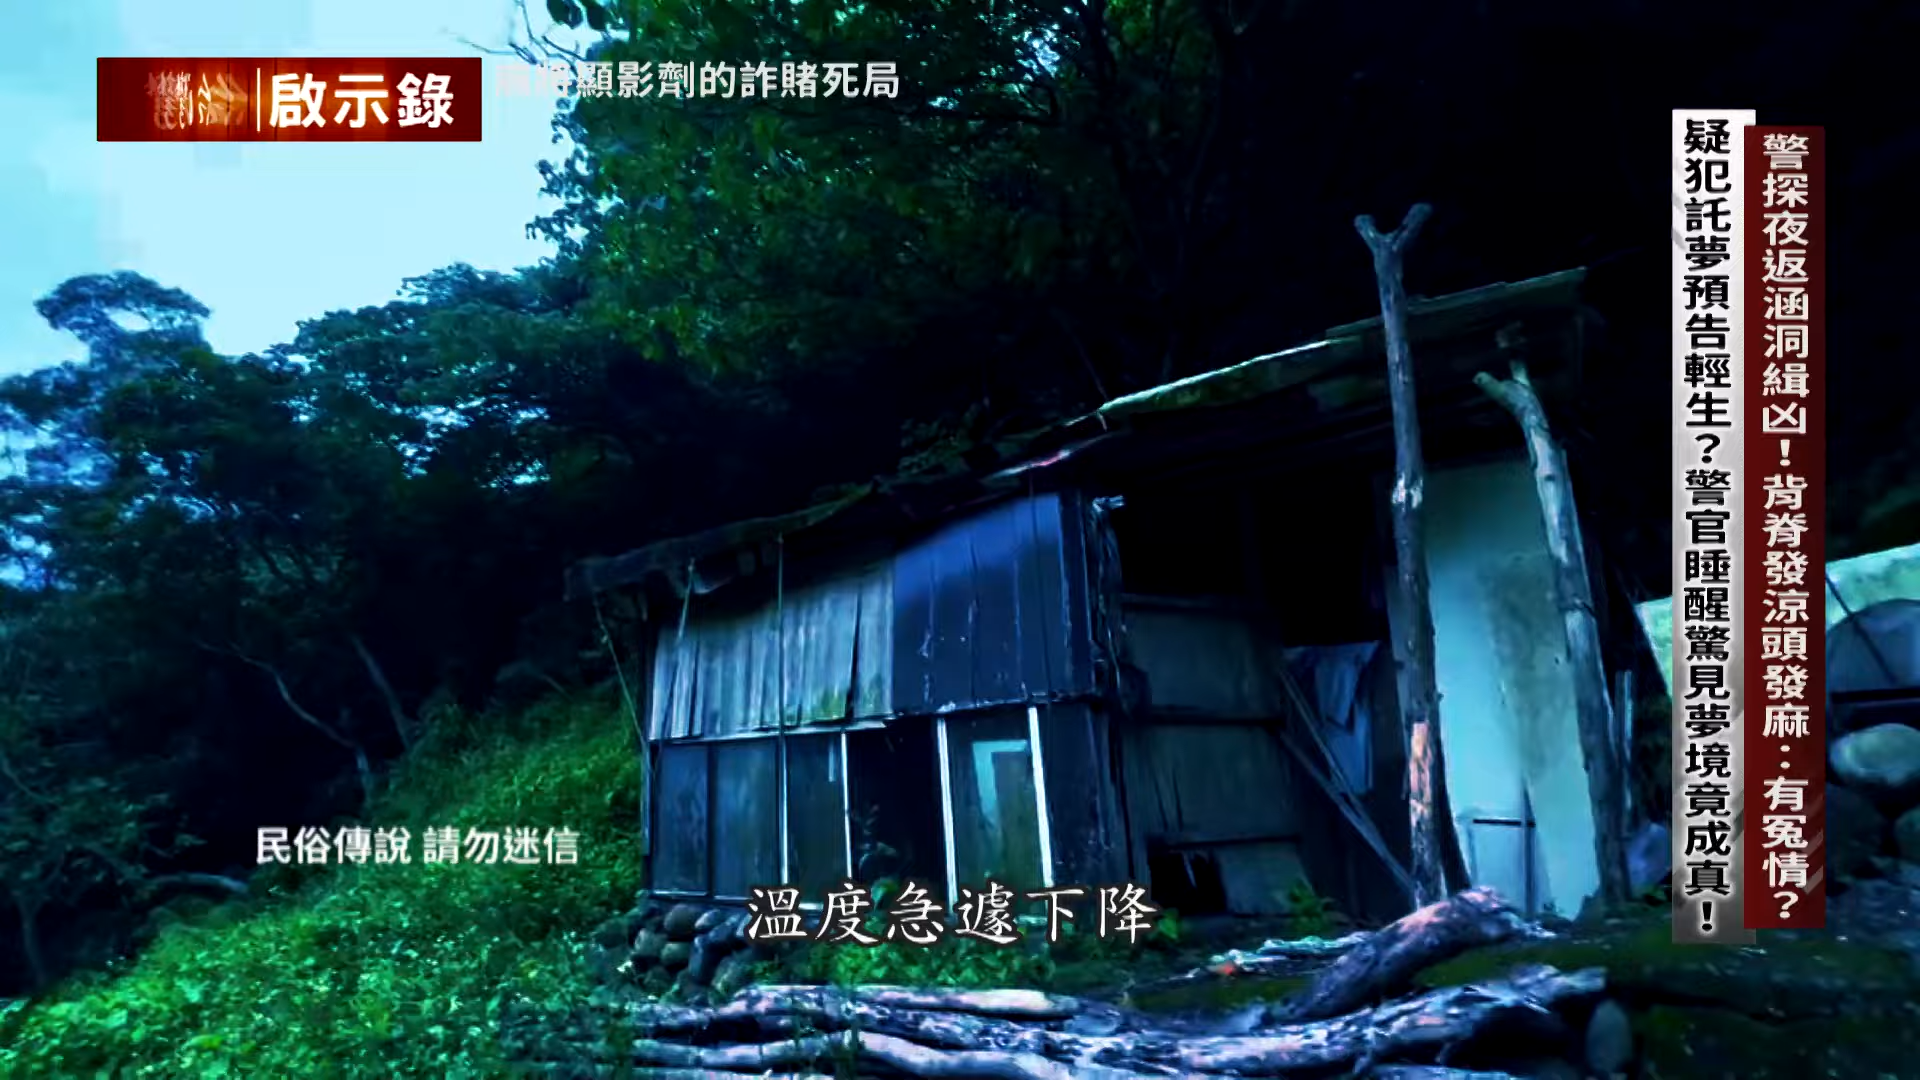 啟示錄
顯影劑的詐賭死局
警探夜返涵洞緝凶！背脊發涼頭發麻：有冤情？
疑犯託夢預告輕生？警官睡醒驚見夢境竟成真！
民俗傳說 請勿迷信
溫度急遽下降